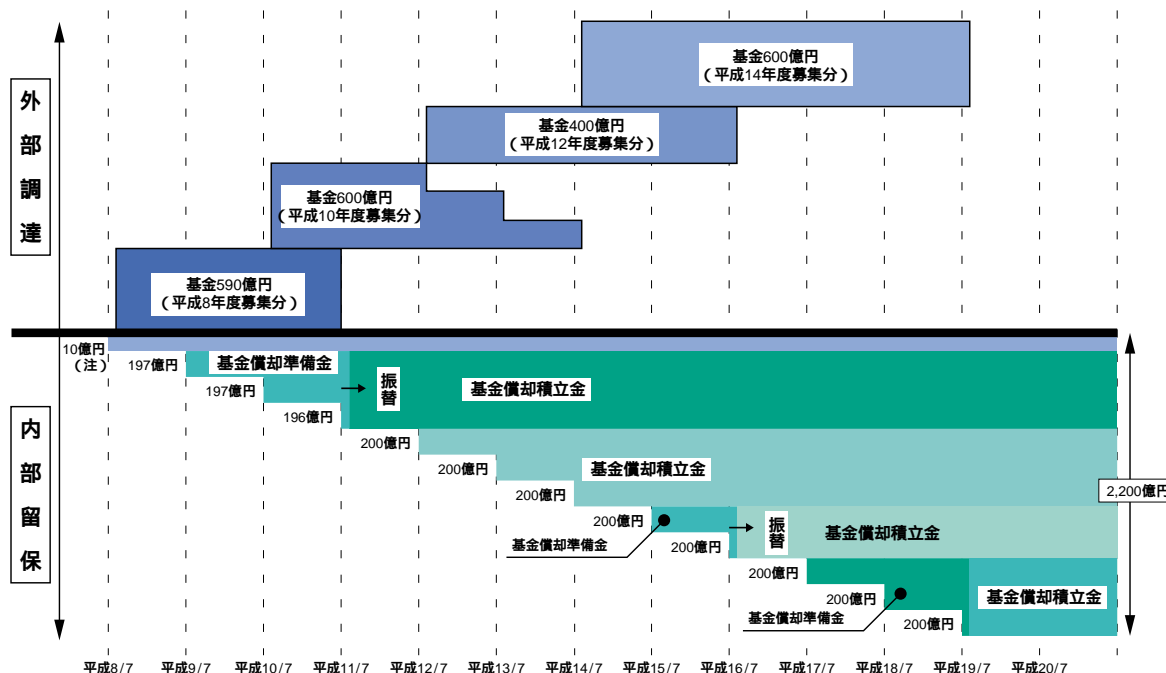 外部調達
基金600億円
（平成14年度募集分）
基金400億円
（平成12年度募集分）
基金600億円
（平成10年度募集分）
基金590億円
（平成8年度募集分）
内部留保
10億円
（注）
197億円
基金償却準備金
197億円
振替
基金償却積立金
196億円
200億円
200億円
基金償却積立金
200億円
2,200億円
200億円
基金償却準備金
200億円
振替
基金償却積立金
200億円
200億円
基金償却準備金
200億円
基金償却積立金
平成8/7 平成9/7 平成10/7 平成11/7 平成12/7 平成13/7 平成14/7 平成15/7 平成16/7 平成17/7 平成18/7 平成19/7 平成20/7